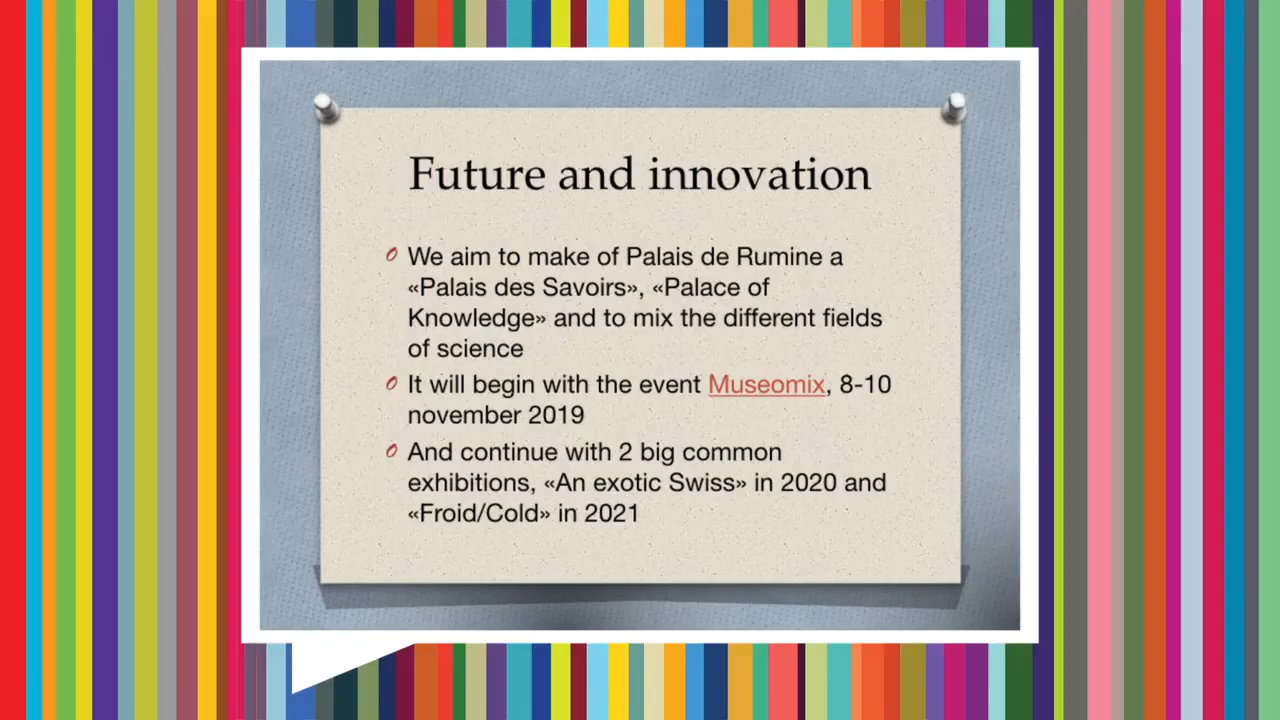 Future and innovation
We aim to make of Palais de Rumine a
«Palais des Savoirs», «Palace of
Knowledge» and to mix the different fields
of science
It will begin with the event Museomix, 8-10
november 2019
And continue with 2 big common
exhibitions, «An exotic Swiss» in 2020 and
«Froid/Cold» in 2021